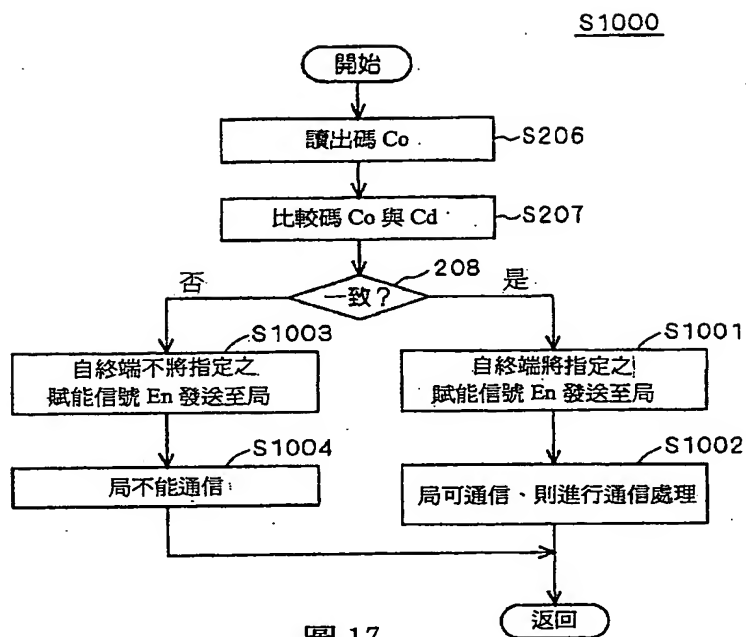 S1000
開始
讀出碼 Co
S206
比較碼 Co 與 Cd
S207
208
一致？
否
是
S1003
自終端不將指定之
賦能信號 En 發送至局
S1001
自終端將指定之
賦能信號 En 發送至局
S1004
局不能通信
S1002
局可通信、則進行通信處理
返回
圖 17